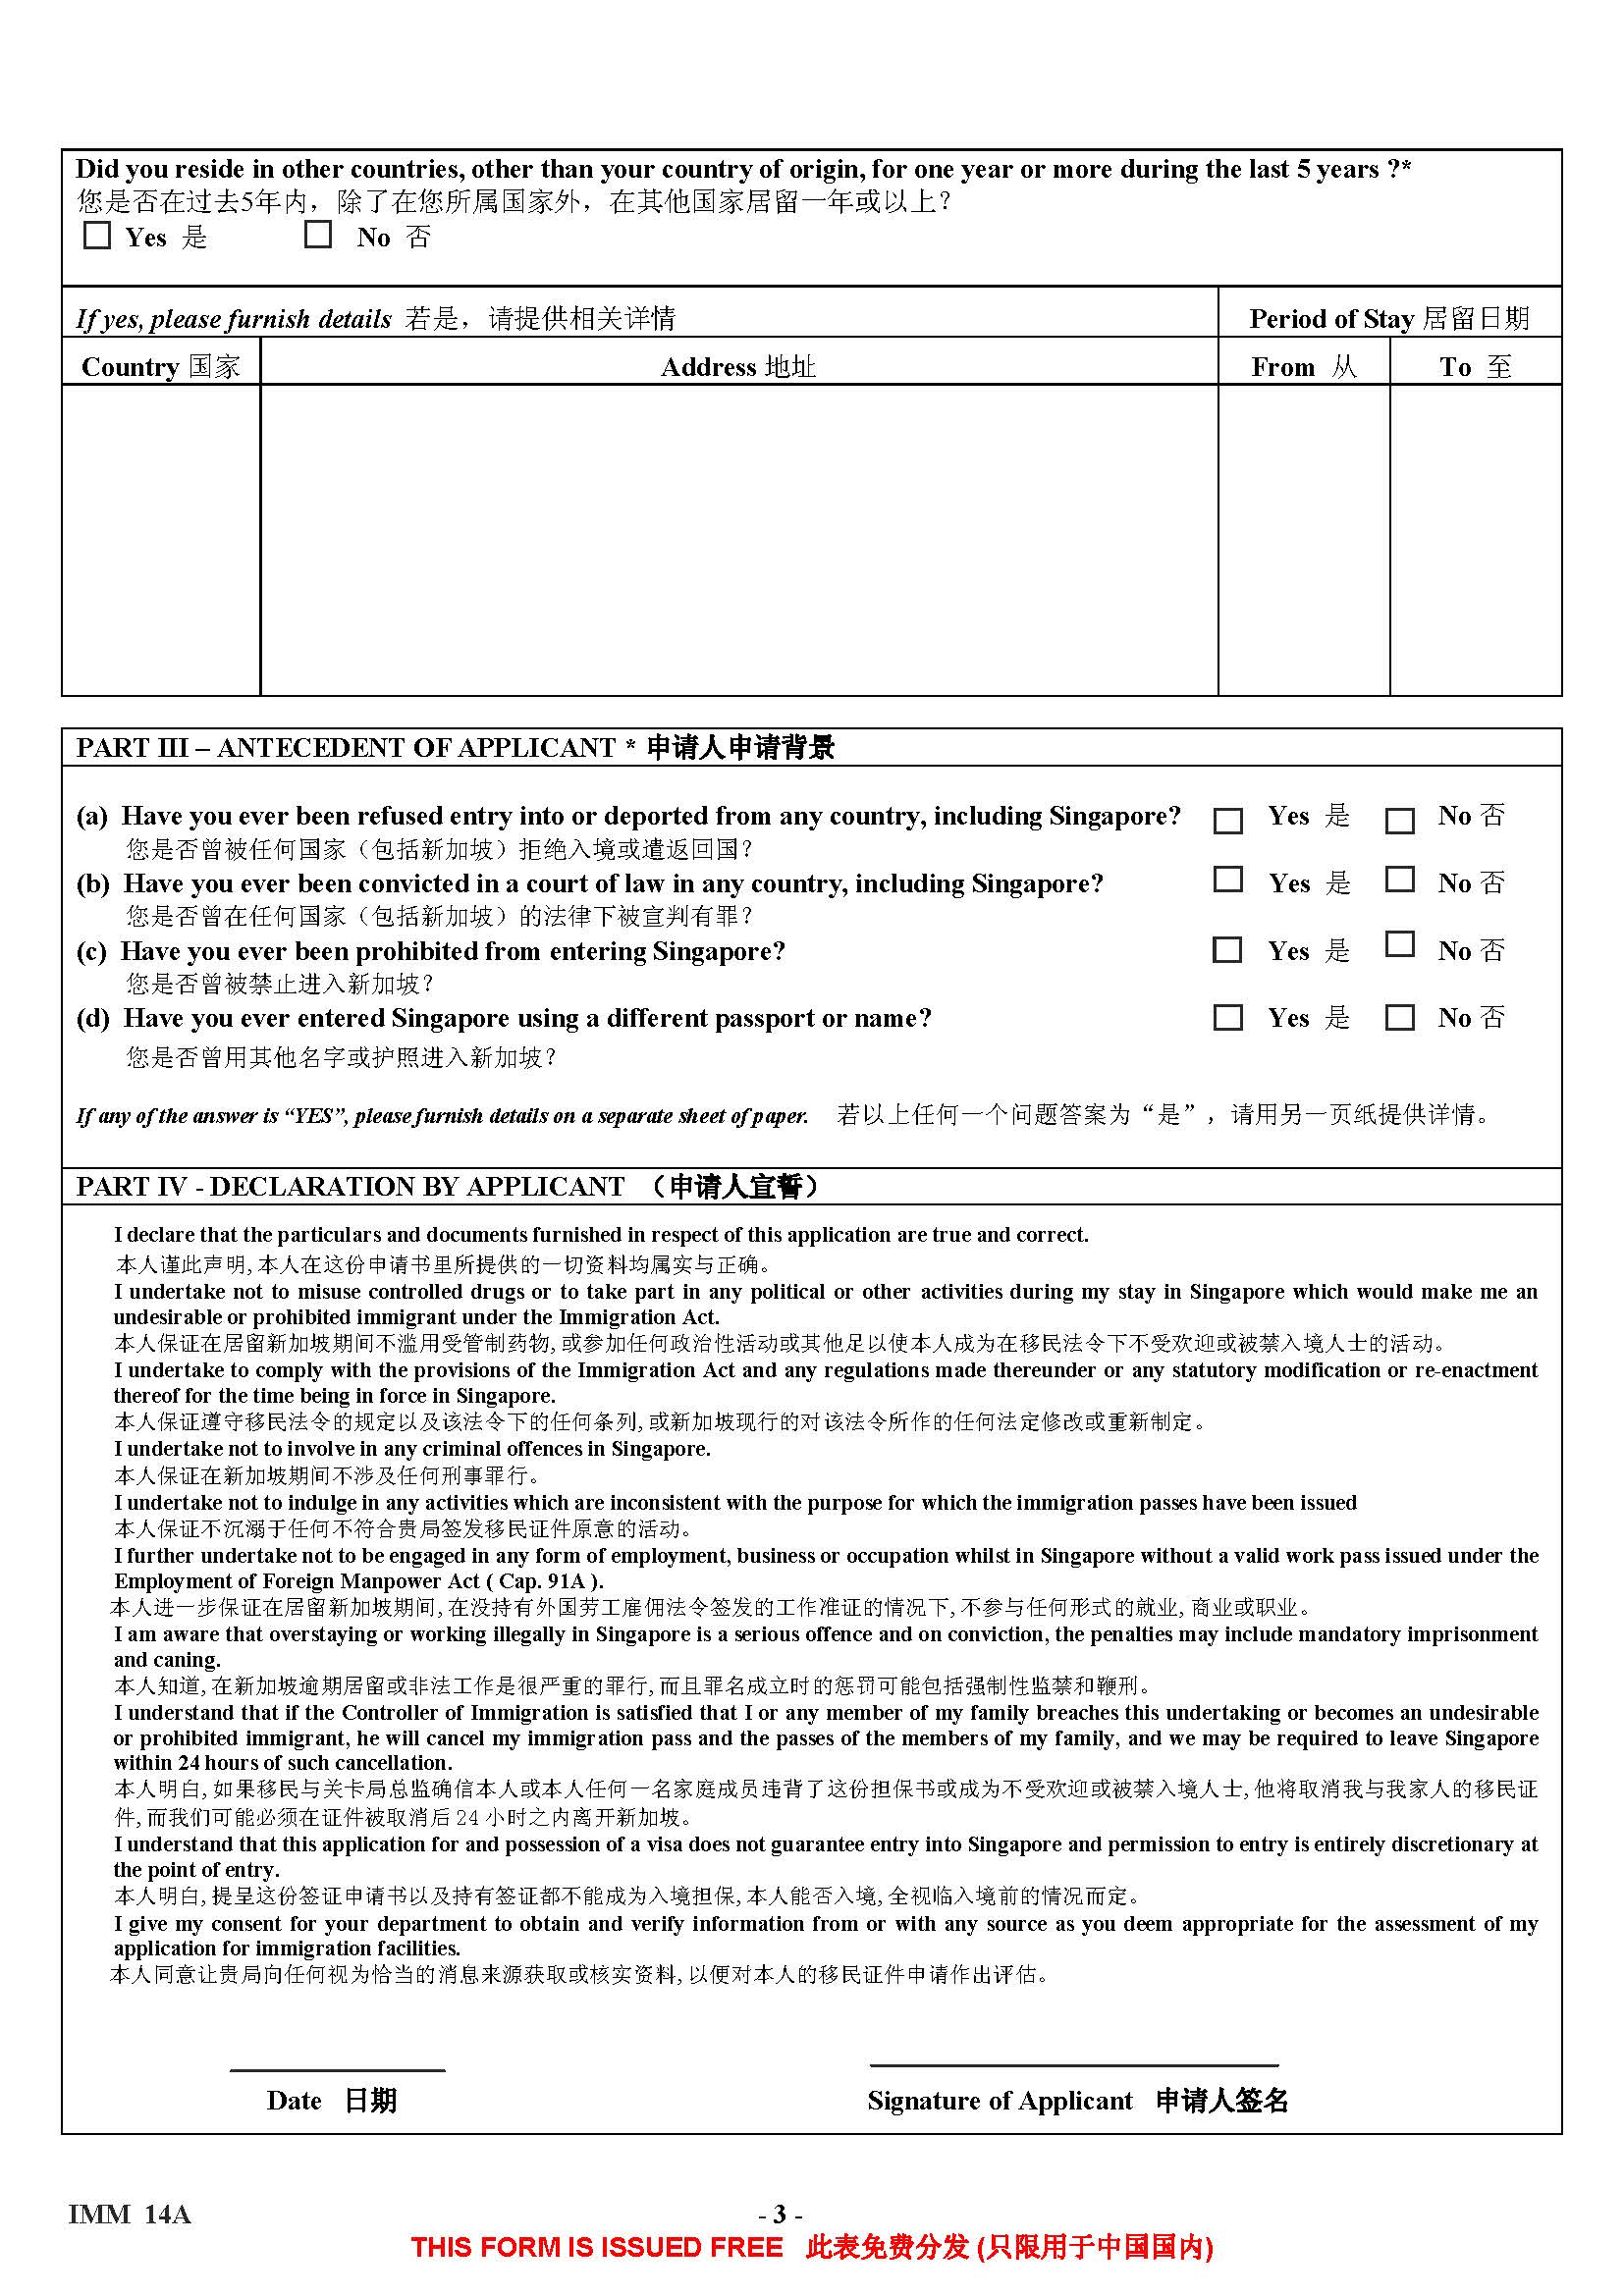 Did you reside in other countries, other than your country of origin, for one year or more during the last 5 years ?*
您是否在过去5年内，除了在您所属国家外，在其他国家居留一年或以上?
Yes 是 No 否
If yes, please furnish details 若是，请提供相关详情 Period of Stay 居留日期
Country 国家 Address 地址 From 从 To 至
PART III – ANTECEDENT OF APPLICANT * 申请人申请背景
(a) Have you ever been refused entry into or deported from any country, including Singapore? Yes 是 No 否
您是否曾被任何国家（包括新加坡）拒绝入境或遣返回国?
(b) Have you ever been convicted in a court of law in any country, including Singapore? Yes 是 No 否
您是否曾在任何国家（包括新加坡）的法律下被宣判有罪?
(c) Have you ever been prohibited from entering Singapore? Yes 是 No 否
您是否曾被禁止进入新加坡?
(d) Have you ever entered Singapore using a different passport or name? Yes 是 No 否
您是否曾用其他名字或护照进入新加坡?
If any of the answer is “YES”, please furnish details on a separate sheet of paper. 若以上任何一个问题答案为“是”，请用另一页纸提供详情。
PART IV - DECLARATION BY APPLICANT （申请人宣誓）
I declare that the particulars and documents furnished in respect of this application are true and correct.
本人谨此声明, 本人在这份申请书里所提供的一切资料均属实与正确。
I undertake not to misuse controlled drugs or to take part in any political or other activities during my stay in Singapore which would make me an
undesirable or prohibited immigrant under the Immigration Act.
本人保证在居留新加坡期间不滥用受管制药物, 或参加任何政治性活动或其他足以使本人成为在移民法令下不受欢迎或被禁入境人士的活动。
I undertake to comply with the provisions of the Immigration Act and any regulations made thereunder or any statutory modification or re-enactment
thereof for the time being in force in Singapore.
本人保证遵守移民法令的规定以及该法令下的任何条列, 或新加坡现行的对该法令所作的任何法定修改或重新制定。
I undertake not to involve in any criminal offences in Singapore.
本人保证在新加坡期间不涉及任何刑事罪行。
I undertake not to indulge in any activities which are inconsistent with the purpose for which the immigration passes have been issued
本人保证不沉溺于任何不符合贵局签发移民证件原意的活动。
I further undertake not to be engaged in any form of employment, business or occupation whilst in Singapore without a valid work pass issued under the
Employment of Foreign Manpower Act ( Cap. 91A ).
本人进一步保证在居留新加坡期间, 在没持有外国劳工雇佣法令签发的工作准证的情况下, 不参与任何形式的就业, 商业或职业。
I am aware that overstaying or working illegally in Singapore is a serious offence and on conviction, the penalties may include mandatory imprisonment
and caning.
本人知道, 在新加坡逾期居留或非法工作是很严重的罪行, 而且罪名成立时的惩罚可能包括强制性监禁和鞭刑。
I understand that if the Controller of Immigration is satisfied that I or any member of my family breaches this undertaking or becomes an undesirable
or prohibited immigrant, he will cancel my immigration pass and the passes of the members of my family, and we may be required to leave Singapore
within 24 hours of such cancellation.
本人明白, 如果移民与关卡局总监确信本人或本人任何一名家庭成员违背了这份担保书或成为不受欢迎或被禁入境人士, 他将取消我与我家人的移民证
件, 而我们可能必须在证件被取消后 24 小时之内离开新加坡。
I understand that this application for and possession of a visa does not guarantee entry into Singapore and permission to entry is entirely discretionary at
the point of entry.
本人明白, 提呈这份签证申请书以及持有签证都不能成为入境担保, 本人能否入境, 全视临入境前的情况而定。
I give my consent for your department to obtain and verify information from or with any source as you deem appropriate for the assessment of my
application for immigration facilities.
本人同意让贵局向任何视为恰当的消息来源获取或核实资料, 以便对本人的移民证件申请作出评估。
Date 日期 Signature of Applicant 申请人签名
IMM 14A - 3 -
THIS FORM IS ISSUED FREE 此表免费分发 (只限用于中国国内)